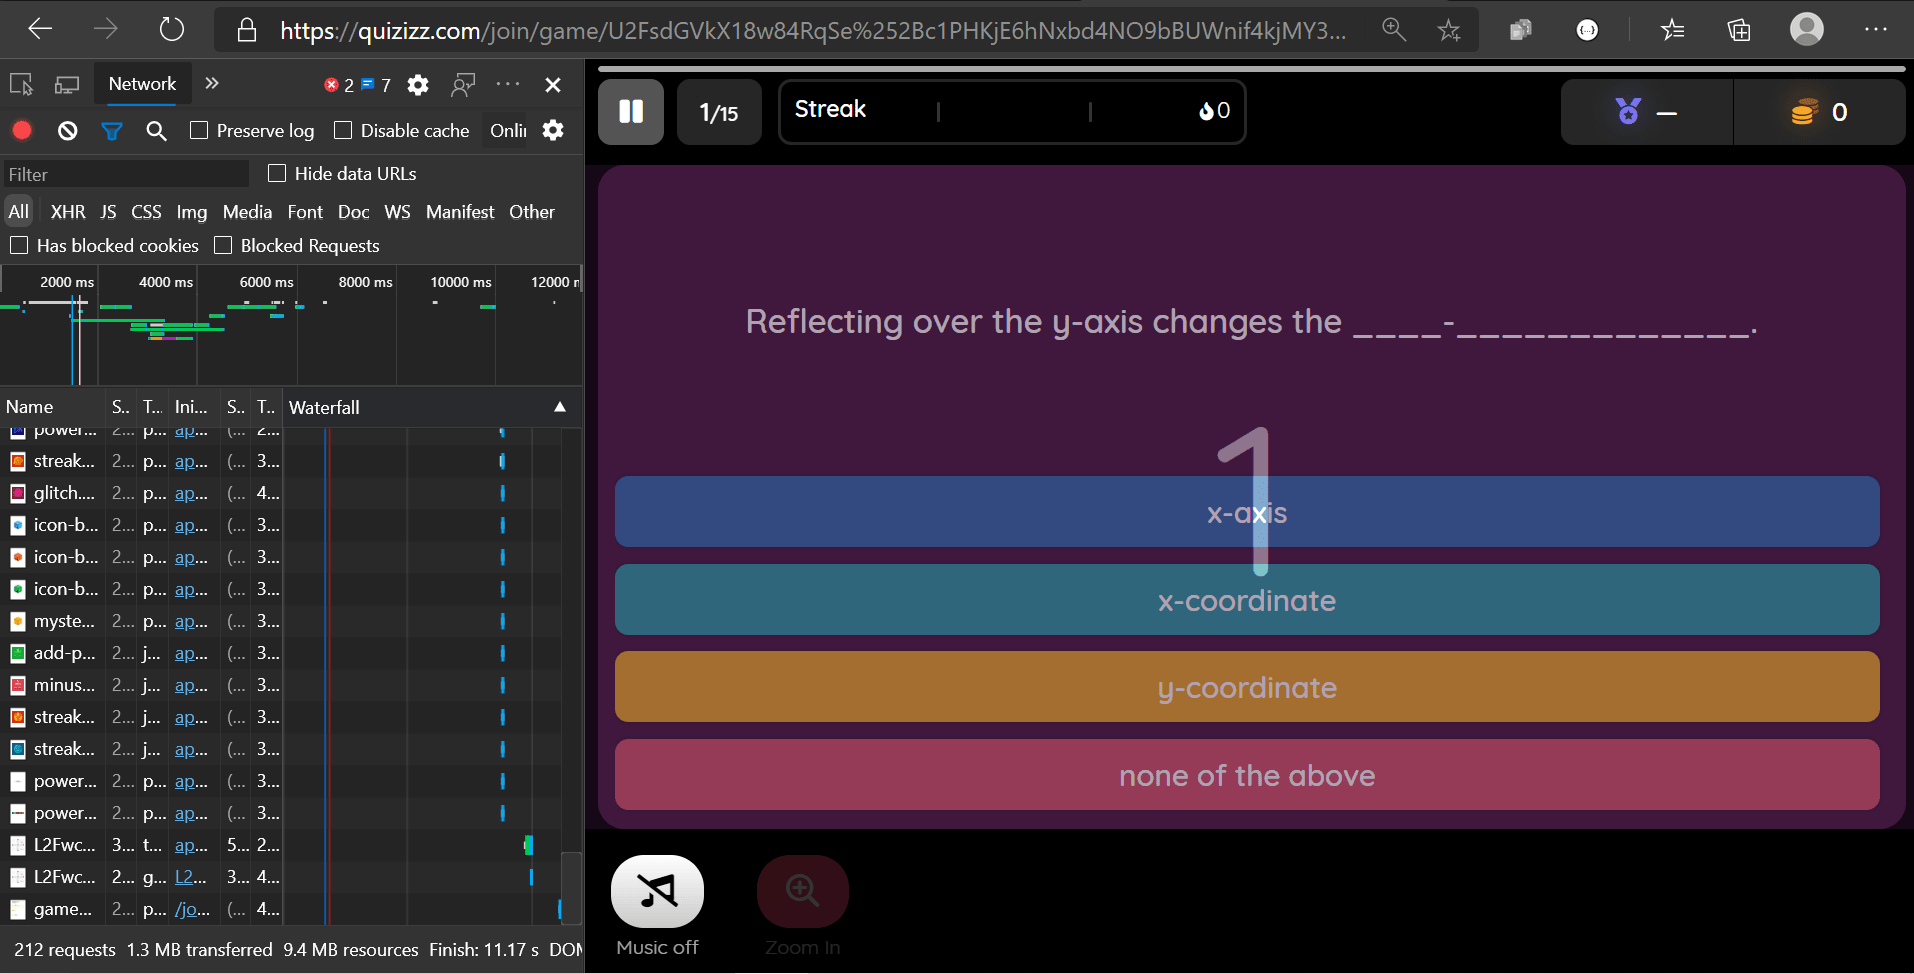 https://quizizz.com/join/game/U2FsdGVkX18w84RqSe%252Bc1PHKjE6hNxbd4NO9bBUWnif4kjMY3...
Network
2
7
Preserve log
Disable cache
Onlin
Filter
Hide data URLs
All XHR JS CSS Img Media Font Doc WS Manifest Other
Has blocked cookies
Blocked Requests
2000 ms 4000 ms 6000 ms 8000 ms 10000 ms 12000 m
Name S.. T... Ini... S.. T.. Waterfall
power... 2... p... ap... (... 2...
streak... 2... p... ap... (... 3...
glitch.... 2... p... ap... (... 4...
icon-b... 2... p... ap... (... 3...
icon-b... 2... p... ap... (... 3...
icon-b... 2... p... ap... (... 3...
myste... 2... p... ap... (... 3...
add-p... 2... j... ap... (... 3...
minus... 2... j... ap... (... 3...
streak... 2... j... ap... (... 3...
streak... 2... j... ap... (... 3...
power... 2... p... ap... (... 3...
power... 2... p... ap... (... 3...
L2Fwc... 3... t... ap... 5... 2...
L2Fwc... 2... g... L2... 3... 4...
game... 2... p... /jo... (... 4...
212 requests 1.3 MB transferred 9.4 MB resources Finish: 11.17 s DOM
1/15
Streak
0
—
0
Reflecting over the y-axis changes the ____-_____________.
1
x-axis
x-coordinate
y-coordinate
none of the above
Music off
Zoom In